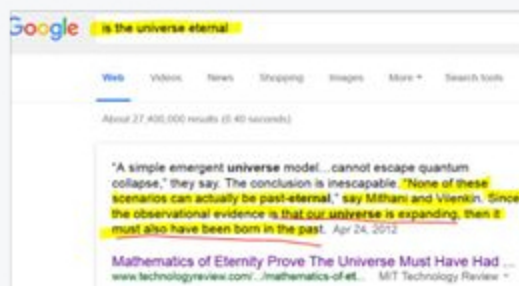 Google is the universe eternal
Web Videos News Shopping Images More Search tools
About 27,400,000 results (0.40 seconds)
"A simple emergent universe model...cannot escape quantum
collapse," they say. The conclusion is inescapable. "None of these
scenarios can actually be past-eternal," say Mithani and Vilenkin. Since
the observational evidence is that our universe is expanding, then it
must also have been born in the past. Apr 24, 2012
Mathematics of Eternity Prove The Universe Must Have Had ...
www.technologyreview.com/.../mathematics-of-et... MIT Technology Review